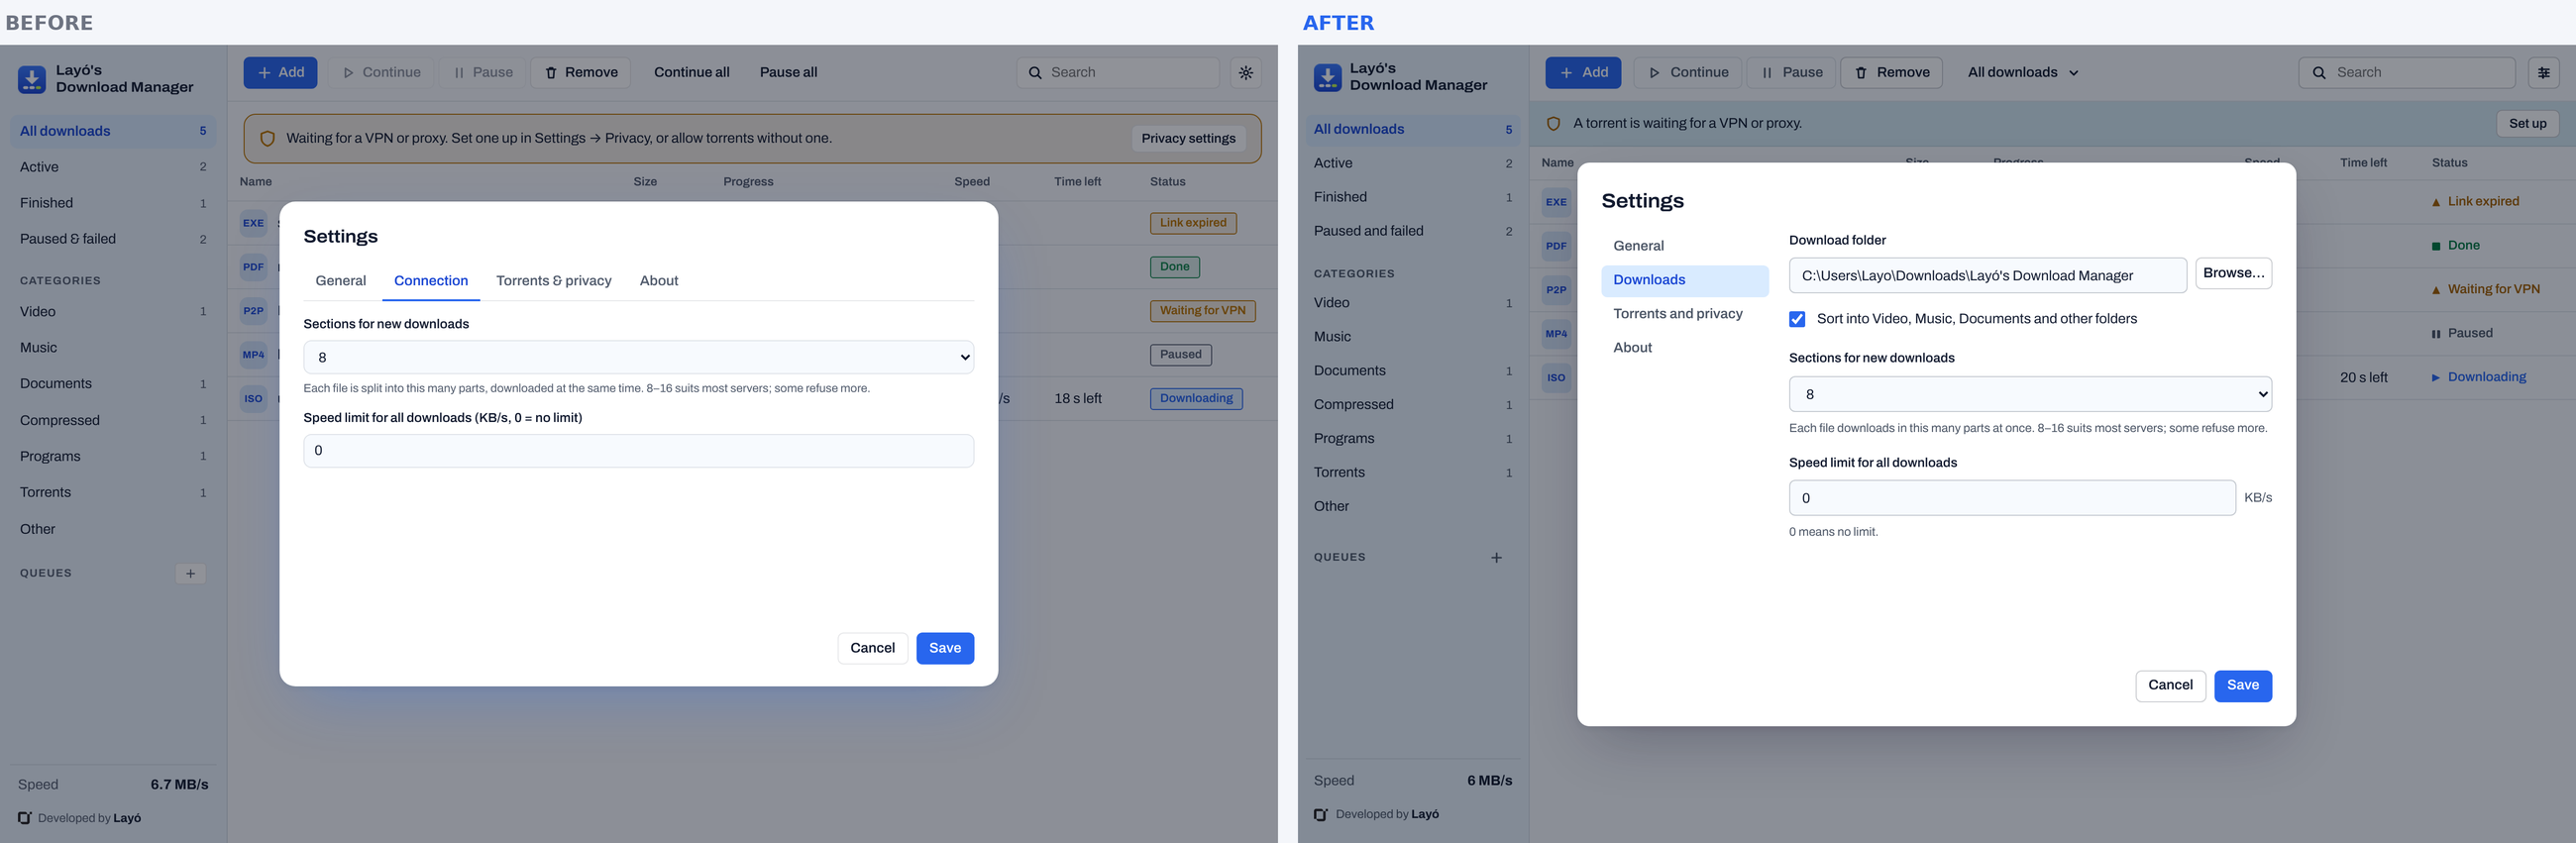 BEFORE
Layó's
Download Manager
Add
Continue
Pause
Remove
Continue all
Pause all
Search
All downloads 5
Active 2
Finished 1
Paused & failed 2
CATEGORIES
Video 1
Music
Documents 1
Compressed 1
Programs 1
Torrents 1
Other
QUEUES +
Speed 6.7 MB/s
Developed by Layó
Waiting for a VPN or proxy. Set one up in Settings → Privacy, or allow torrents without one.
Privacy settings
Name Size Progress Speed Time left Status
EXE Link expired
PDF Done
P2P Waiting for VPN
MP4 Paused
ISO /s 18 s left Downloading
Settings
General Connection Torrents & privacy About
Sections for new downloads
8
Each file is split into this many parts, downloaded at the same time. 8–16 suits most servers; some refuse more.
Speed limit for all downloads (KB/s, 0 = no limit)
0
Cancel Save
AFTER
Layó's
Download Manager
Add
Continue
Pause
Remove
All downloads
Search
All downloads 5
Active 2
Finished 1
Paused and failed 2
CATEGORIES
Video 1
Music
Documents 1
Compressed 1
Programs 1
Torrents 1
Other
QUEUES +
Speed 6 MB/s
Developed by Layó
A torrent is waiting for a VPN or proxy.
Set up
Name Size Progress Speed Time left Status
EXE Link expired
PDF Done
P2P Waiting for VPN
MP4 Paused
ISO 20 s left Downloading
Settings
General
Downloads
Torrents and privacy
About
Download folder
C:\Users\Layo\Downloads\Layó's Download Manager
Browse...
Sort into Video, Music, Documents and other folders
Sections for new downloads
8
Each file downloads in this many parts at once. 8–16 suits most servers; some refuse more.
Speed limit for all downloads
0 KB/s
0 means no limit.
Cancel Save